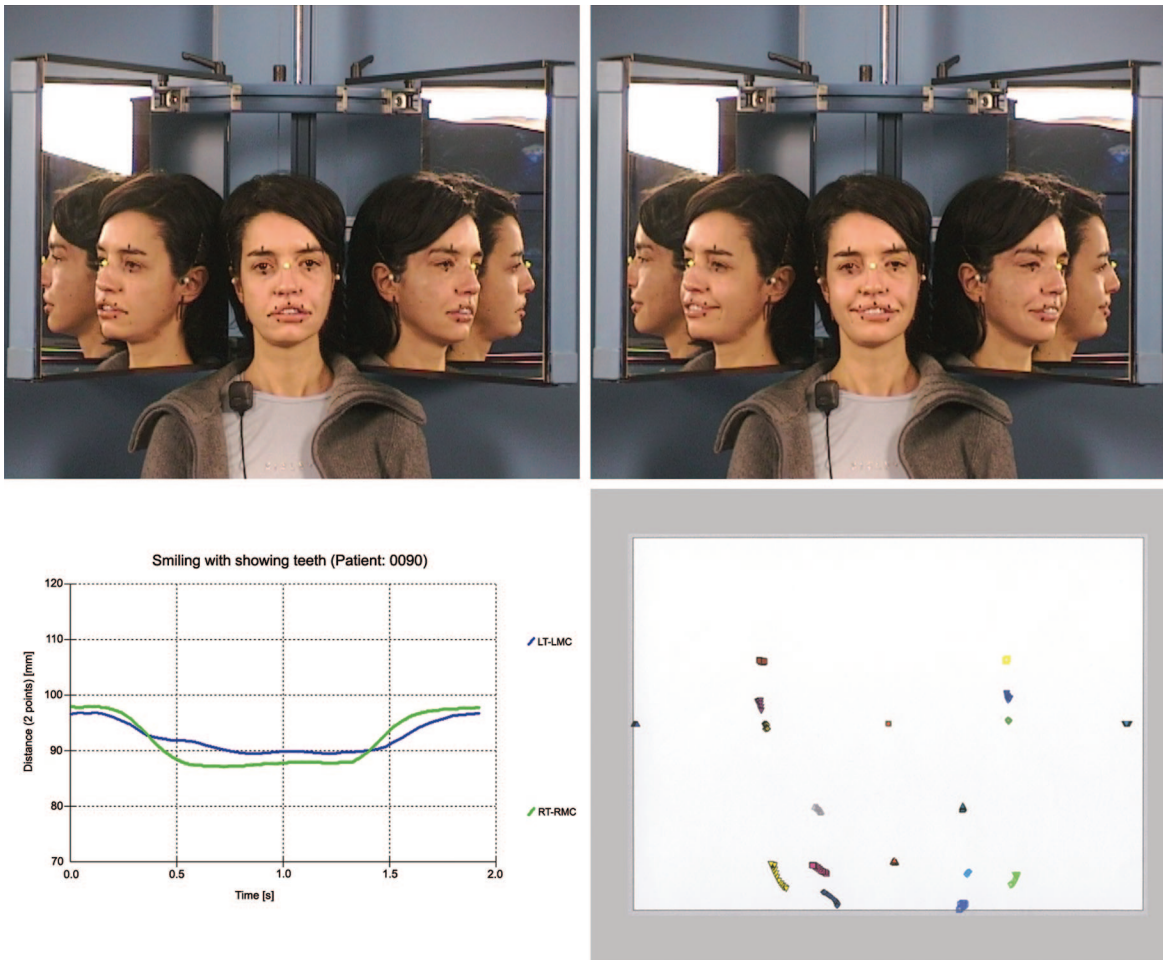 Smiling with showing teeth (Patient: 0090)
120
110
100
90
80
70
0.0
0.5
1.0
1.5
2.0
Distance (2 points) [mm]
Time [s]
LT-LMC
RT-RMC